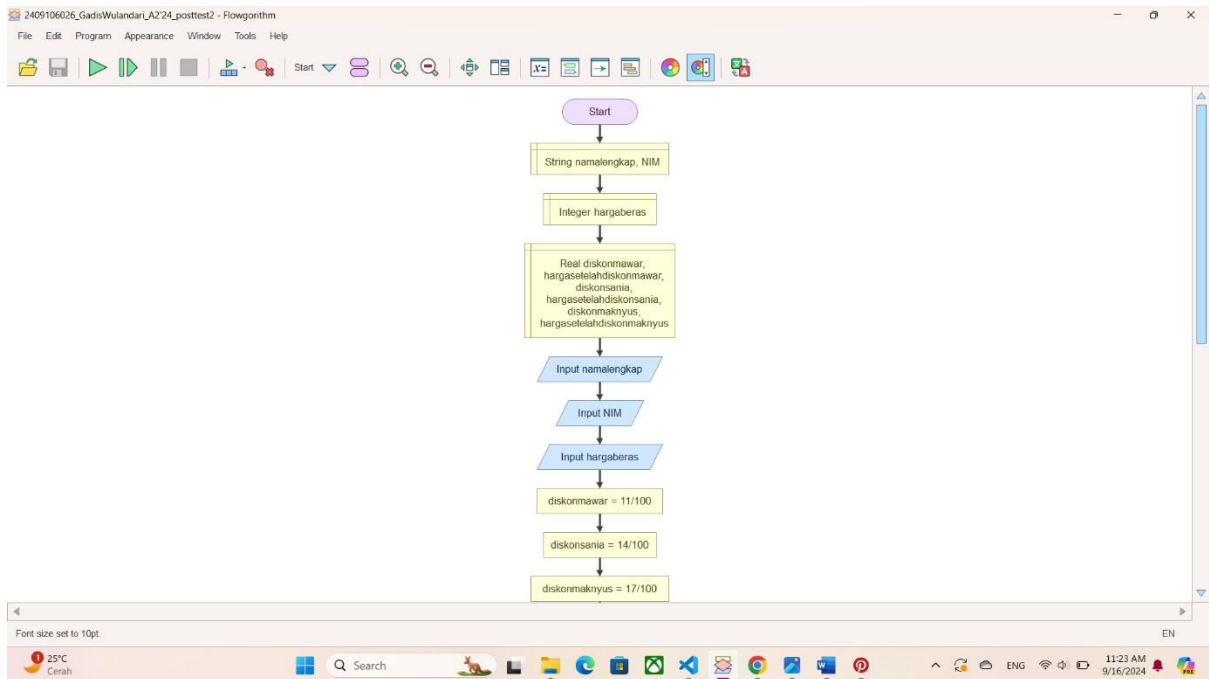 2409106026_GadisWulandari_A2'24_posttest2 - Flowgorithm
File Edit Program Appearance Window Tools Help
Start
x=
Start
String namalengkap, NIM
Integer hargaberas
Real diskonmawar,
hargasetelahdiskonmawar,
diskonsania,
hargasetelahdiskonsania,
diskonmaknyus,
hargasetelahdiskonmaknyus
Input namalengkap
Input NIM
Input hargaberas
diskonmawar = 11/100
diskonsania = 14/100
diskonmaknyus = 17/100
Font size set to 10pt.
EN
1
25°C
Cerah
Search
ENG
11:23 AM
9/16/2024
PRE